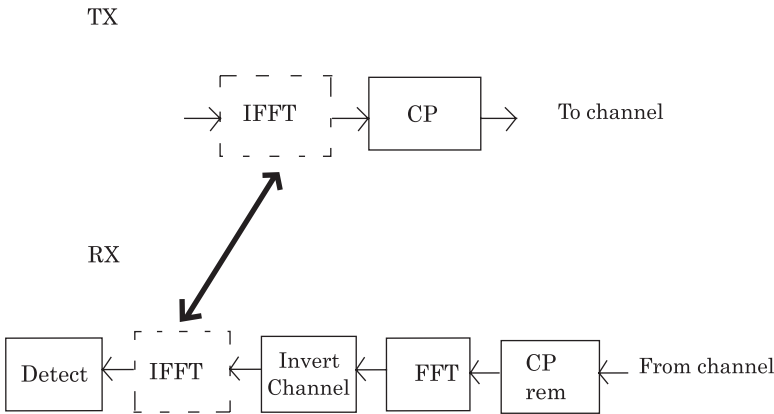 TX
IFFT
CP
To channel
RX
Detect
IFFT
Invert
Channel
FFT
CP
rem
From channel